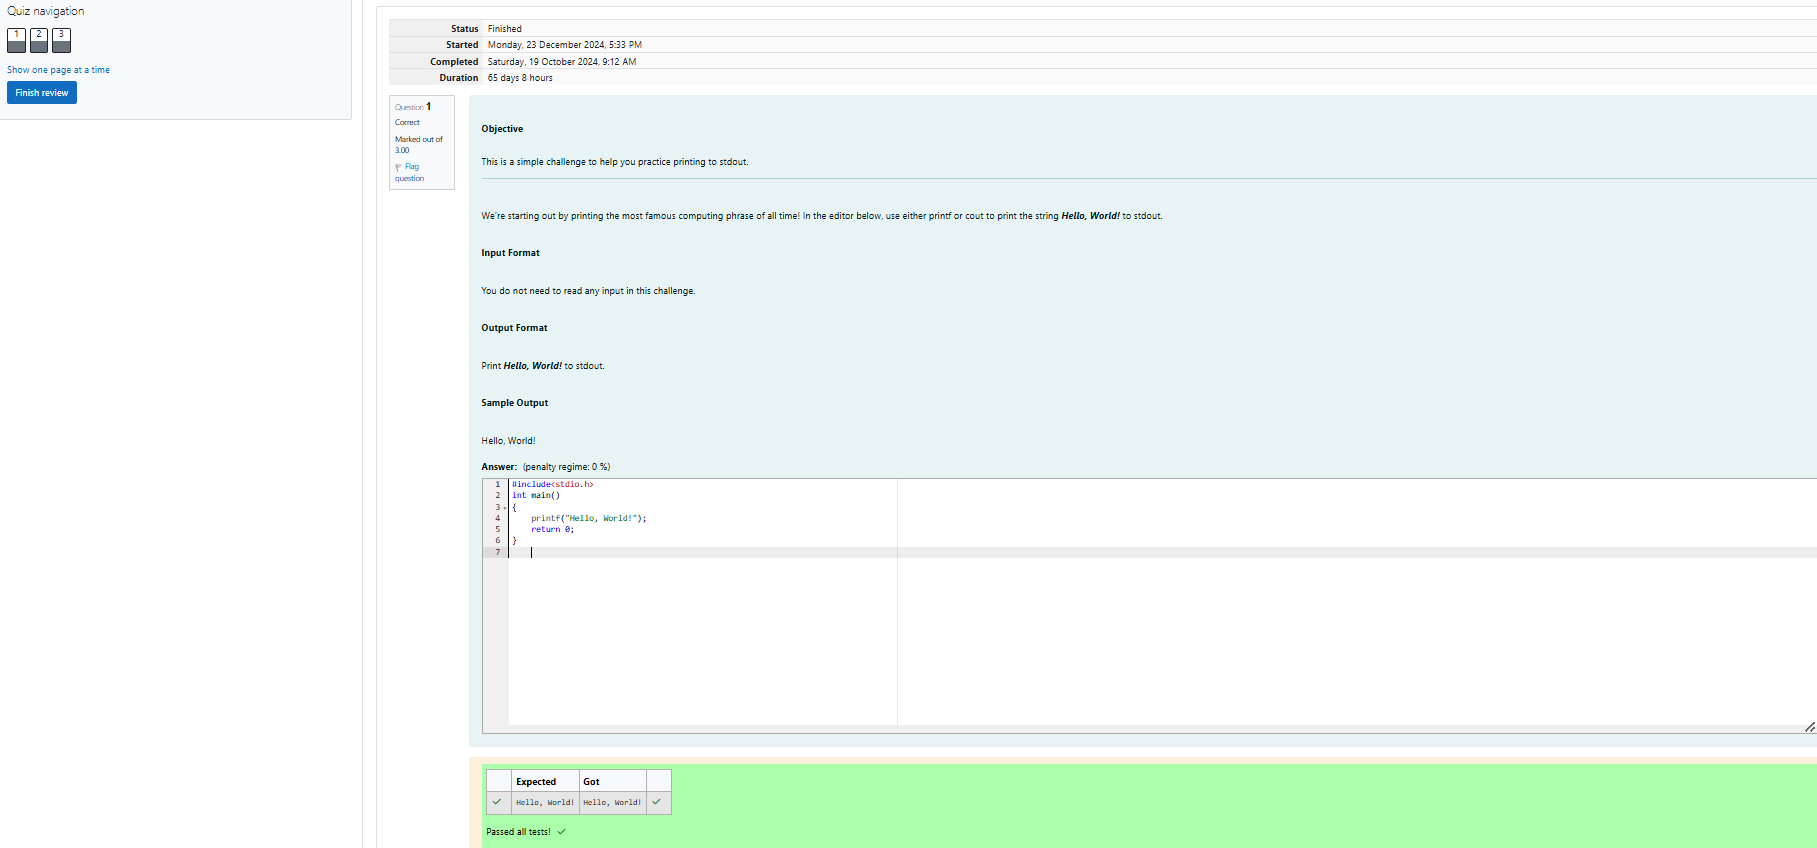 Quiz navigation
1 2 3
Show one page at a time
Finish review
Status Finished
Started Monday, 23 December 2024, 5:33 PM
Completed Saturday, 19 October 2024, 9:12 AM
Duration 65 days 8 hours
Question 1
Correct
Marked out of
3.00
Flag
question
Objective
This is a simple challenge to help you practice printing to stdout.
We're starting out by printing the most famous computing phrase of all time! In the editor below, use either printf or cout to print the string Hello, World! to stdout.
Input Format
You do not need to read any input in this challenge.
Output Format
Print Hello, World! to stdout.
Sample Output
Hello, World!
Answer: (penalty regime: 0 %)
1 #include<stdio.h>
2 int main()
3 {
4 printf("Hello, World!");
5 return 0;
6 }
7
Expected Got
Hello, World! Hello, World!
Passed all tests!